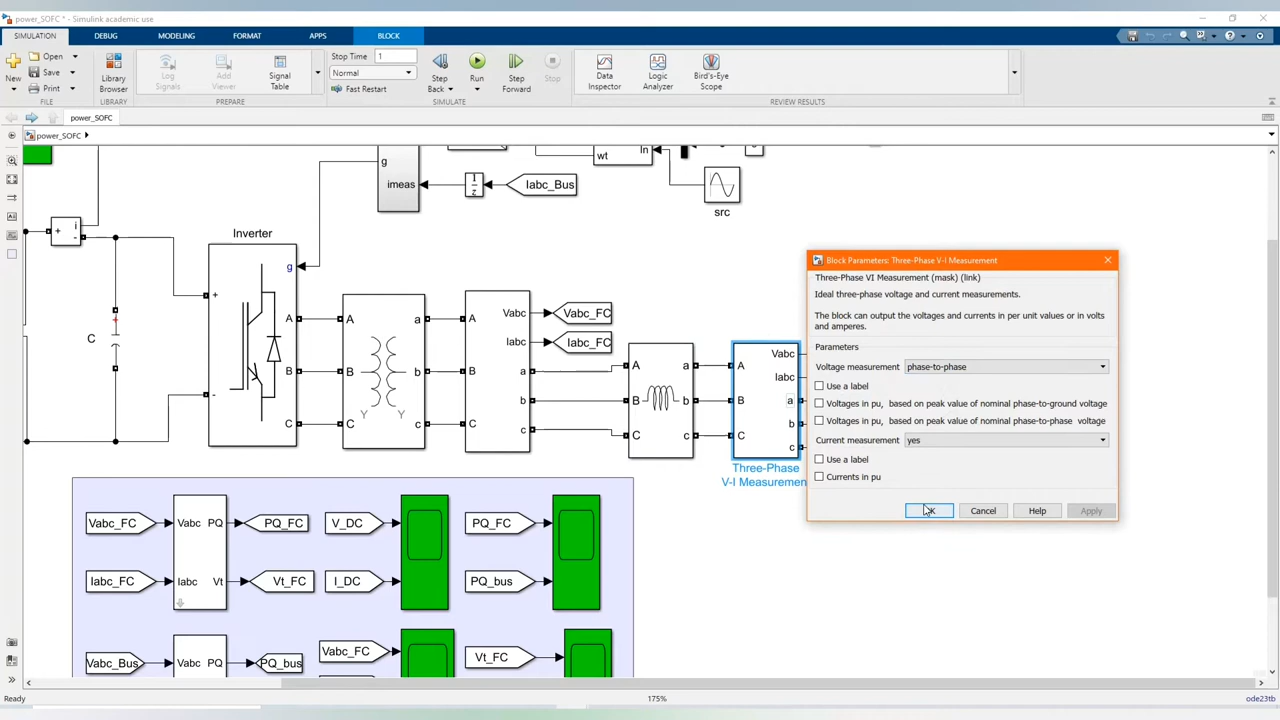 power_SOFC * - Simulink academic use
SIMULATION DEBUG MODELING FORMAT APPS BLOCK
New
Open
Save
Print
FILE
Library Browser
LIBRARY
Log Signals
Add Viewer
Signal Table
PREPARE
Stop Time 1
Normal
Fast Restart
Step Back
Run
Step Forward
Stop
SIMULATE
Data Inspector
Logic Analyzer
Bird's-Eye Scope
REVIEW RESULTS
power_SOFC
power_SOFC
g
imeas
1
z
Iabc_Bus
wt
In
src
+ i
-
Inverter
g
+
-
A
B
C
C
A a
B b
C c
Y Y
A Vabc
Iabc
B a
b
C c
Vabc_FC
Iabc_FC
A a
B b
C c
A Vabc
Iabc
B a
b
C c
Three-Phase
V-I Measuremen
Block Parameters: Three-Phase V-I Measurement
Three-Phase VI Measurement (mask) (link)
Ideal three-phase voltage and current measurements.
The block can output the voltages and currents in per unit values or in volts
and amperes.
Parameters
Voltage measurement phase-to-phase
Use a label
Voltages in pu, based on peak value of nominal phase-to-ground voltage
Voltages in pu, based on peak value of nominal phase-to-phase voltage
Current measurement yes
Use a label
Currents in pu
OK Cancel Help Apply
Vabc_FC Vabc PQ PQ_FC
Iabc_FC Iabc Vt Vt_FC
V_DC
I_DC
PQ_FC
PQ_bus
Vabc_Bus Vabc PQ PQ_bus
Vabc_FC
Vt_FC
Ready 175% ode23tb